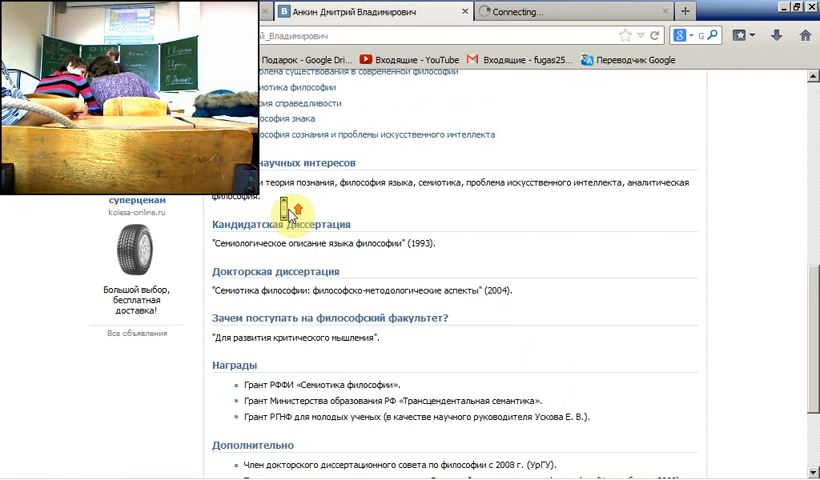 Анкин Дмитрий Владимирович
Connecting...
й_Владимирович
Подарок - Google Dri...
Входящие - YouTube
Входящие - fugas25...
Переводчик Google
лена существования в современной философии
иотика философии
рия справедливости
ософия знака
ософия сознания и проблемы искусственного интеллекта
научных интересов
и теория познания, философия языка, семиотика, проблема искусственного интеллекта, аналитическая
философия.
Кандидатская диссертация
"Семиологическое описание языка философии" (1993).
Докторская диссертация
"Семиотика философии: философско-методологические аспекты" (2004).
Зачем поступать на философский факультет?
"Для развития критического мышления".
Награды
Грант РФФИ «Семиотика философии».
Грант Министерства образования РФ «Трансцендентальная семантика».
Грант РГНФ для молодых ученых (в качестве научного руководителя Ускова Е. В.).
Дополнительно
Член докторского диссертационного совета по философии с 2008 г. (УрГУ).
суперценам
kolesa-online.ru
Большой выбор,
бесплатная
доставка!
Все объявления